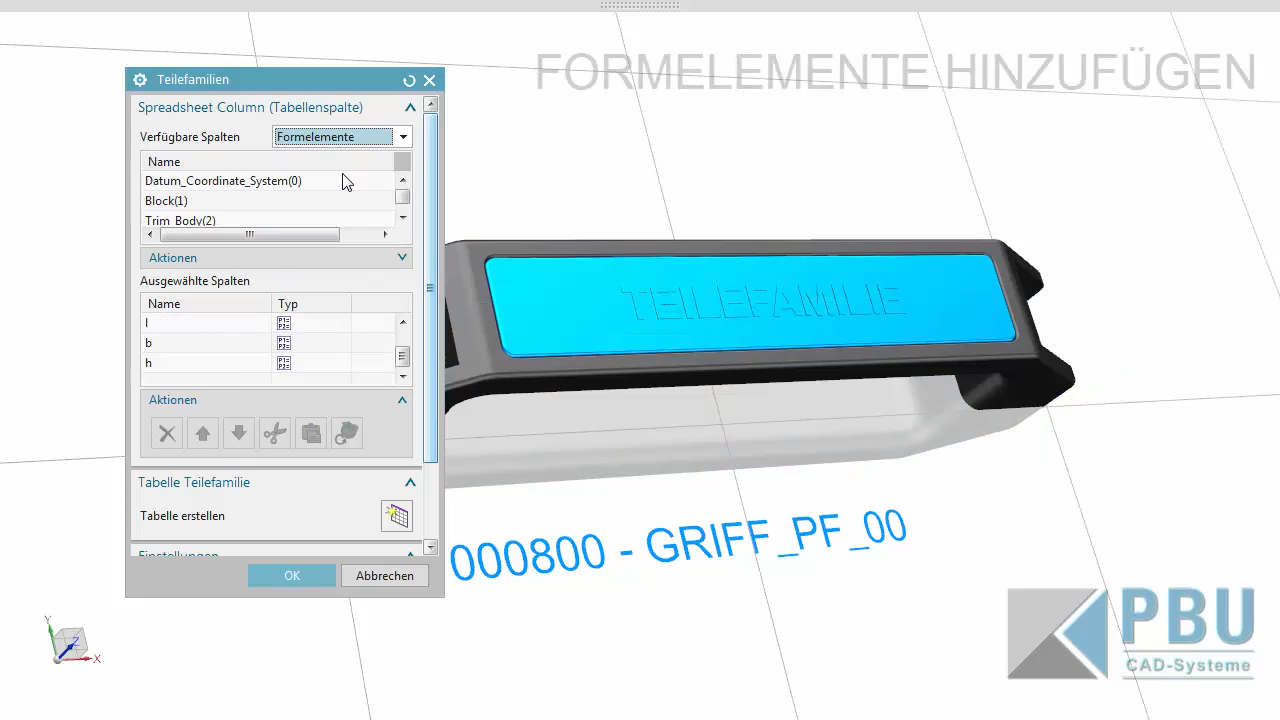 FORMELEMENTE HINZUFÜGEN
Teilefamilien
Spreadsheet Column (Tabellenspalte)
Verfügbare Spalten
Formelemente
Name
Datum_Coordinate_System(0)
Block(1)
Trim_Body(2)
Aktionen
Ausgewählte Spalten
Name Typ
l
b
h
Aktionen
Tabelle Teilefamilie
Tabelle erstellen
Einstellungen
OK
Abbrechen
TEILEFAMILIE
000800 - GRIFF_PF_00
Y
Z
X
PBU
CAD-Systeme